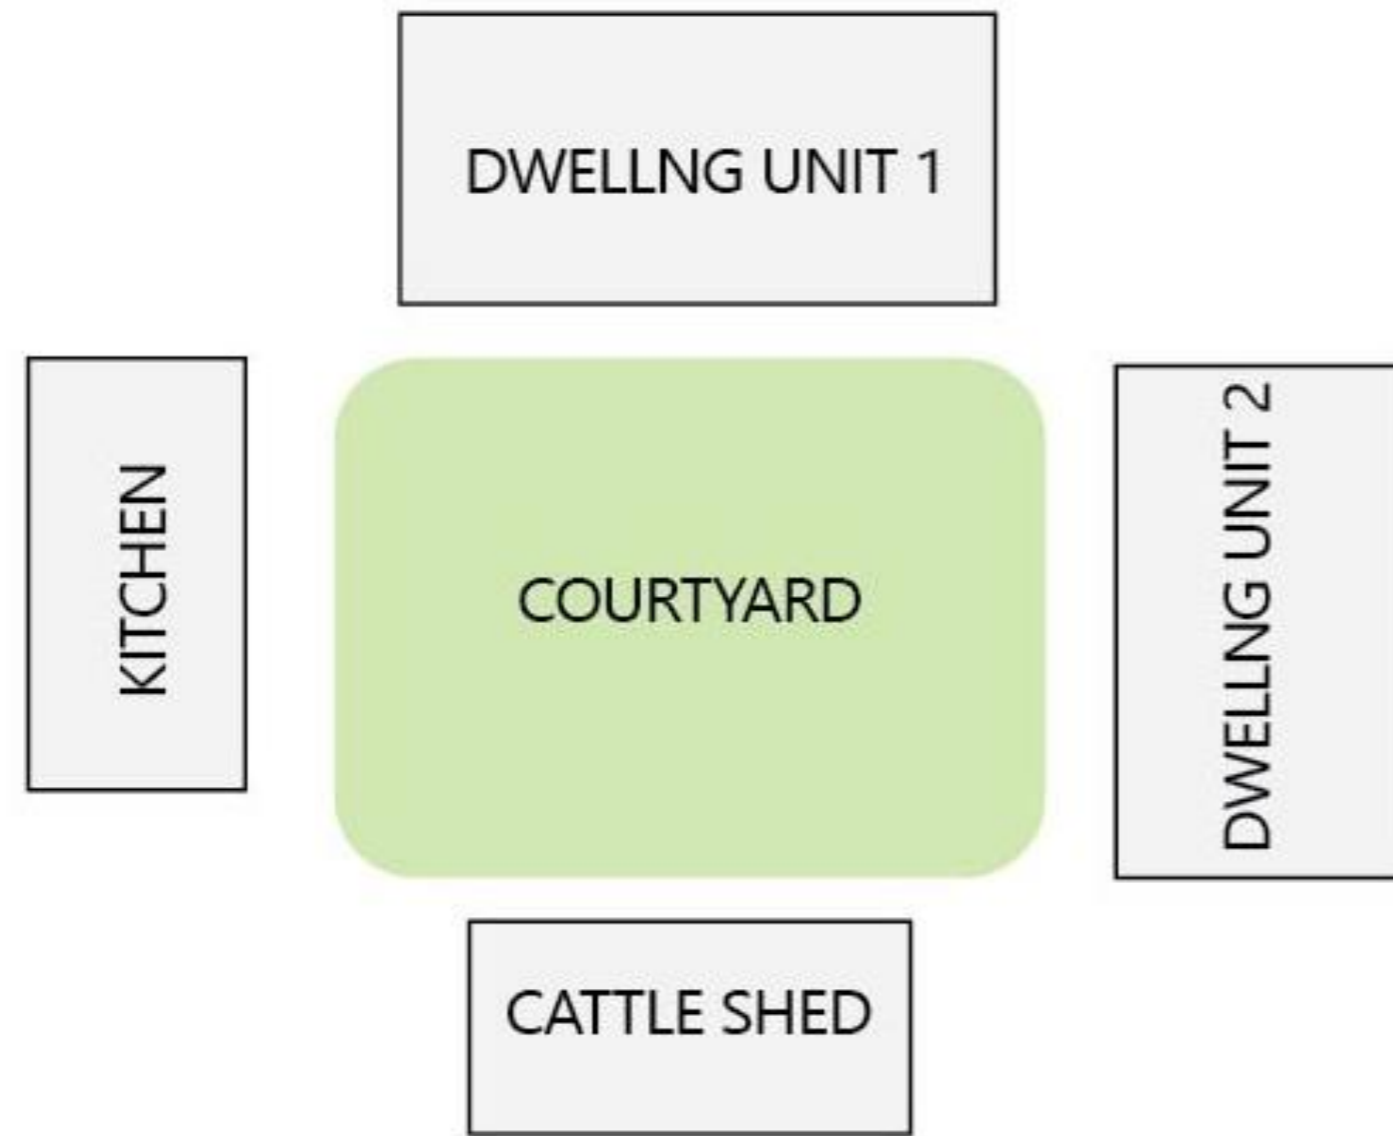 DWELLNG UNIT 1
KITCHEN
COURTYARD
DWELLNG UNIT 2
CATTLE SHED